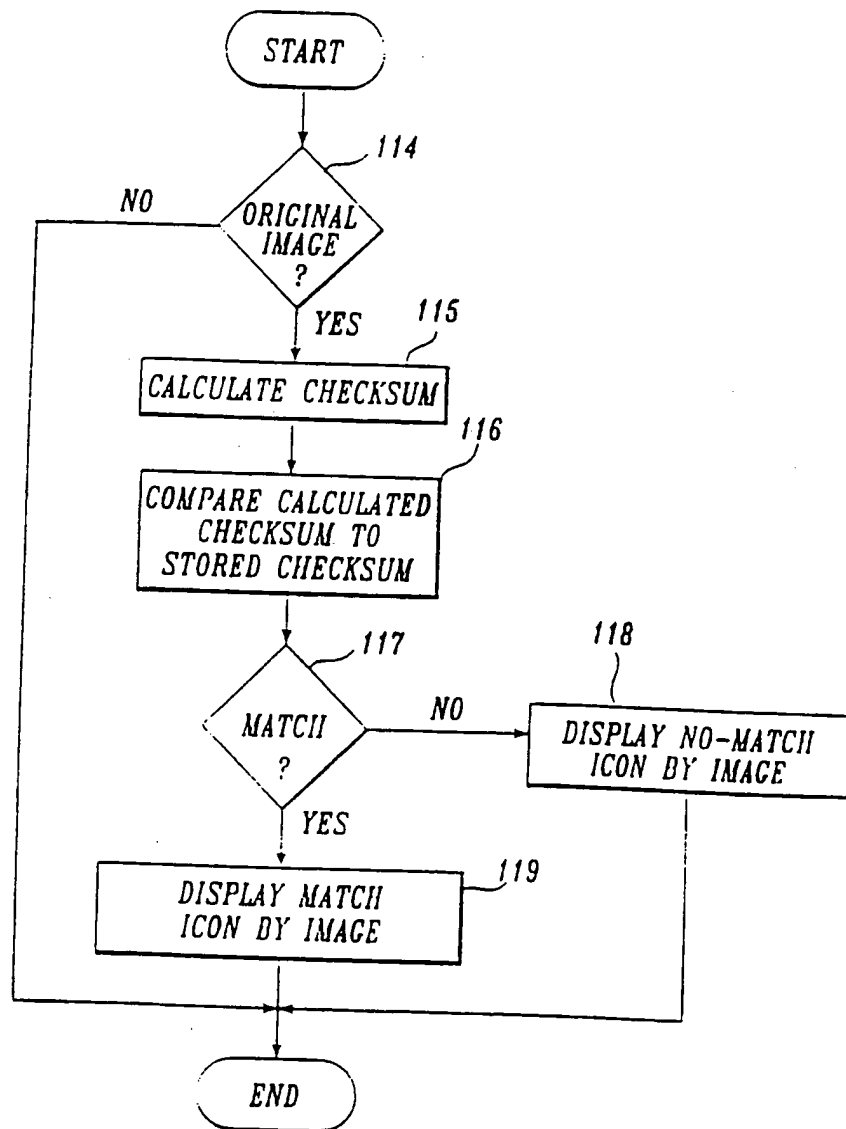 START
114
NO
ORIGINAL
IMAGE
?
YES
115
CALCULATE CHECKSUM
116
COMPARE CALCULATED
CHECKSUM TO
STORED CHECKSUM
117
MATCH
?
NO
118
DISPLAY NO-MATCH
ICON BY IMAGE
YES
119
DISPLAY MATCH
ICON BY IMAGE
END